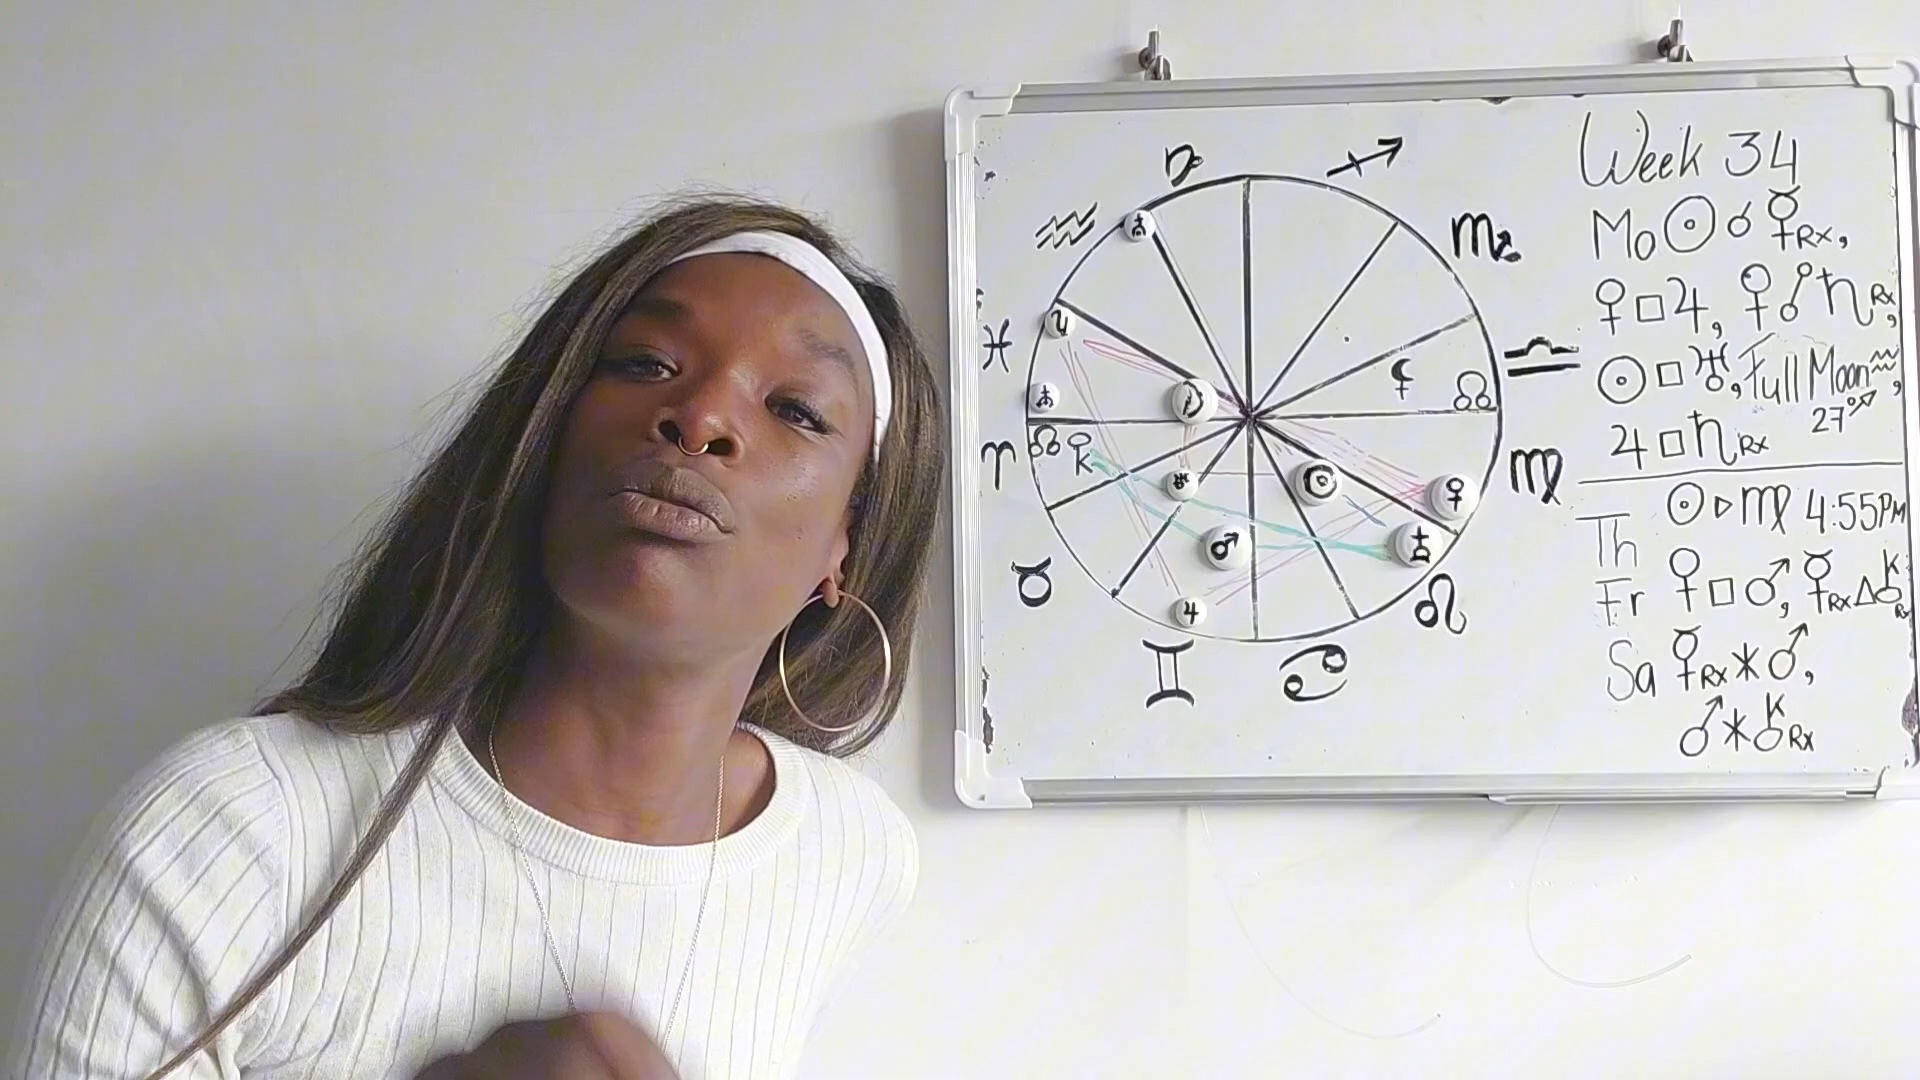 Week 34
Mo ☉ ☌ ☿ Rx,
♀ □ ♃, ♀ ☍ ♄ Rx,
☉ □ ♅, Full Moon ♒,
27°
♃ □ ♄ Rx
☉ ▷ ♍ 4:55PM
Th
Fr ♀ □ ♂, ☿ Rx △ ⚷ Rx
Sa ☿ Rx ⚹ ♂,
♂ ⚹ ⚷ Rx
♑ ♐
♒ ♏
♓ ♎
♈ ♍
♉ ♌
♊ ♋